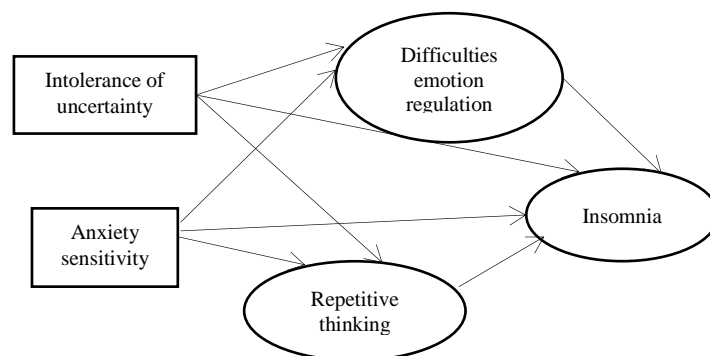 Intolerance of
uncertainty
Difficulties
emotion
regulation
Anxiety
sensitivity
Insomnia
Repetitive
thinking